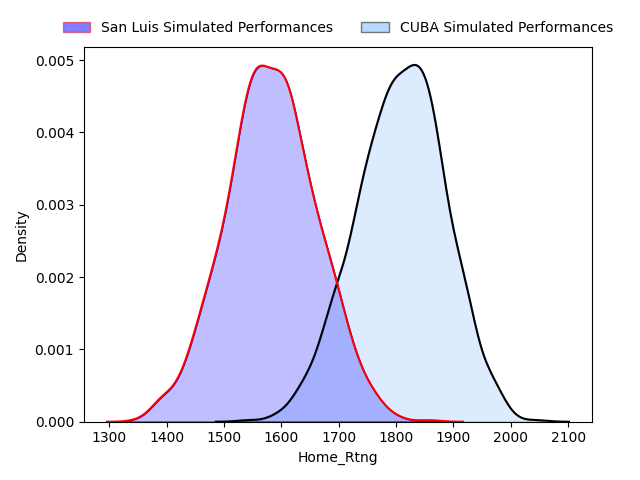 San Luis Simulated Performances CUBA Simulated Performances
0.005
0.004
0.003
0.002
0.001
0.000
Density
1300 1400 1500 1600 1700 1800 1900 2000 2100
Home_Rtng